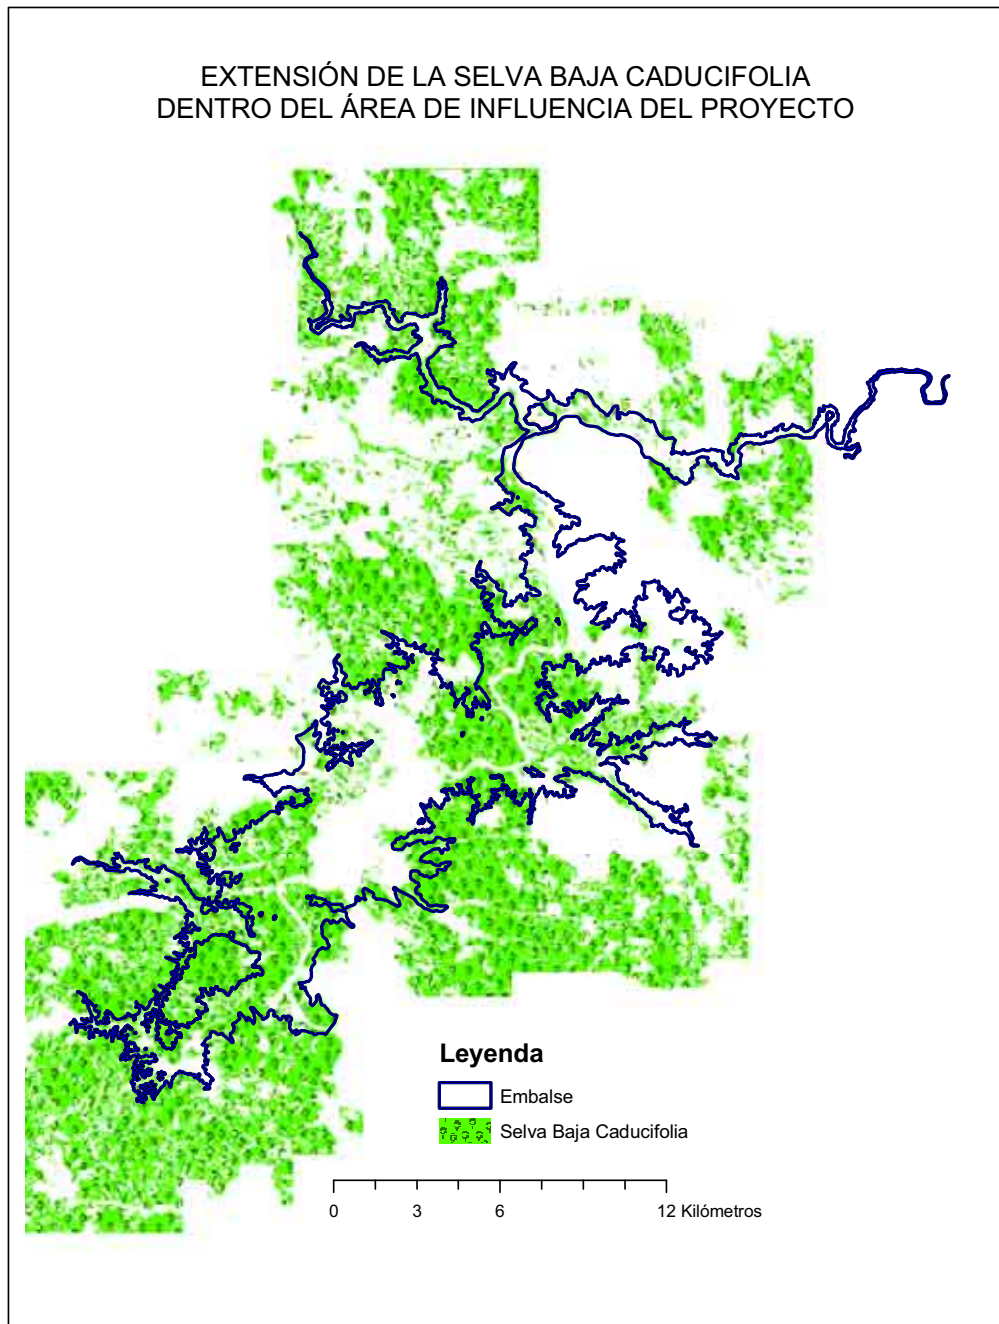 EXTENSIÓN DE LA SELVA BAJA CADUCIFOLIA
DENTRO DEL ÁREA DE INFLUENCIA DEL PROYECTO
Leyenda
Embalse
Selva Baja Caducifolia
0 3 6 12 Kilómetros